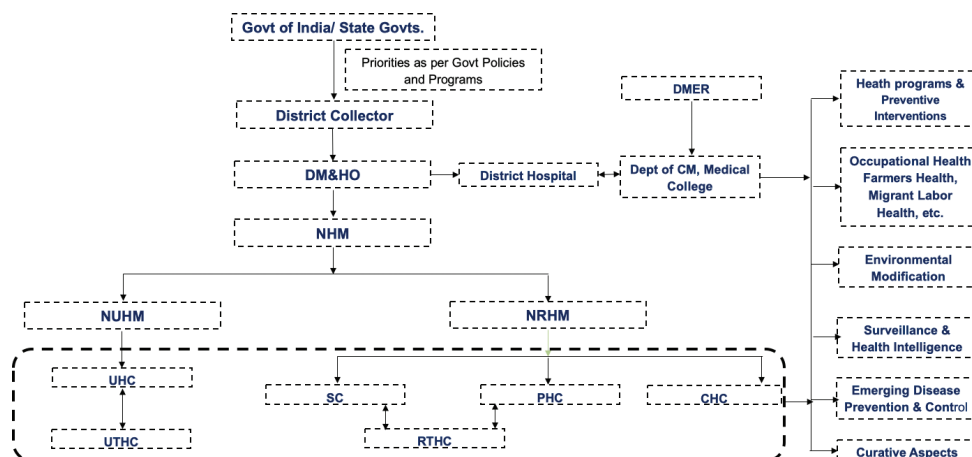 Govt of India/ State Govts.
Priorities as per Govt Policies
and Programs
DMER
Heath programs &
Preventive
Interventions
District Collector
DM&HO
District Hospital
Dept of CM, Medical
College
Occupational Health
Farmers Health,
Migrant Labor
Health, etc.
NHM
Environmental
Modification
NUHM
NRHM
Surveillance &
Health Intelligence
UHC
SC
PHC
CHC
Emerging Disease
Prevention & Control
UTHC
RTHC
Curative Aspects